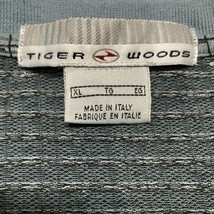 TIGER WOODS
XL TG EG
MADE IN ITALY
FABRIQUE EN ITALIE